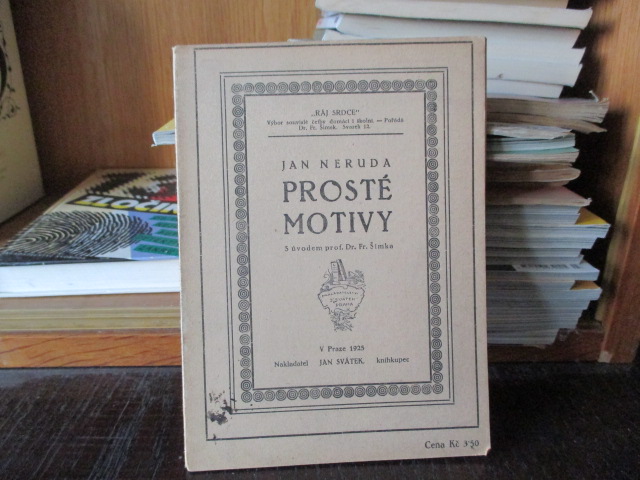 „RÁJ SRDCE"
Výbor souvislé četby domácí i školní. — Pořádá
Dr. Fr. Šimek. Svazek 12.
JAN NERUDA
PROSTÉ
MOTIVY
S úvodem prof. Dr. Fr. Šimka
V Praze 1925
Nakladatel JAN SVÁTEK, knihkupec
Cena Kč 3·50